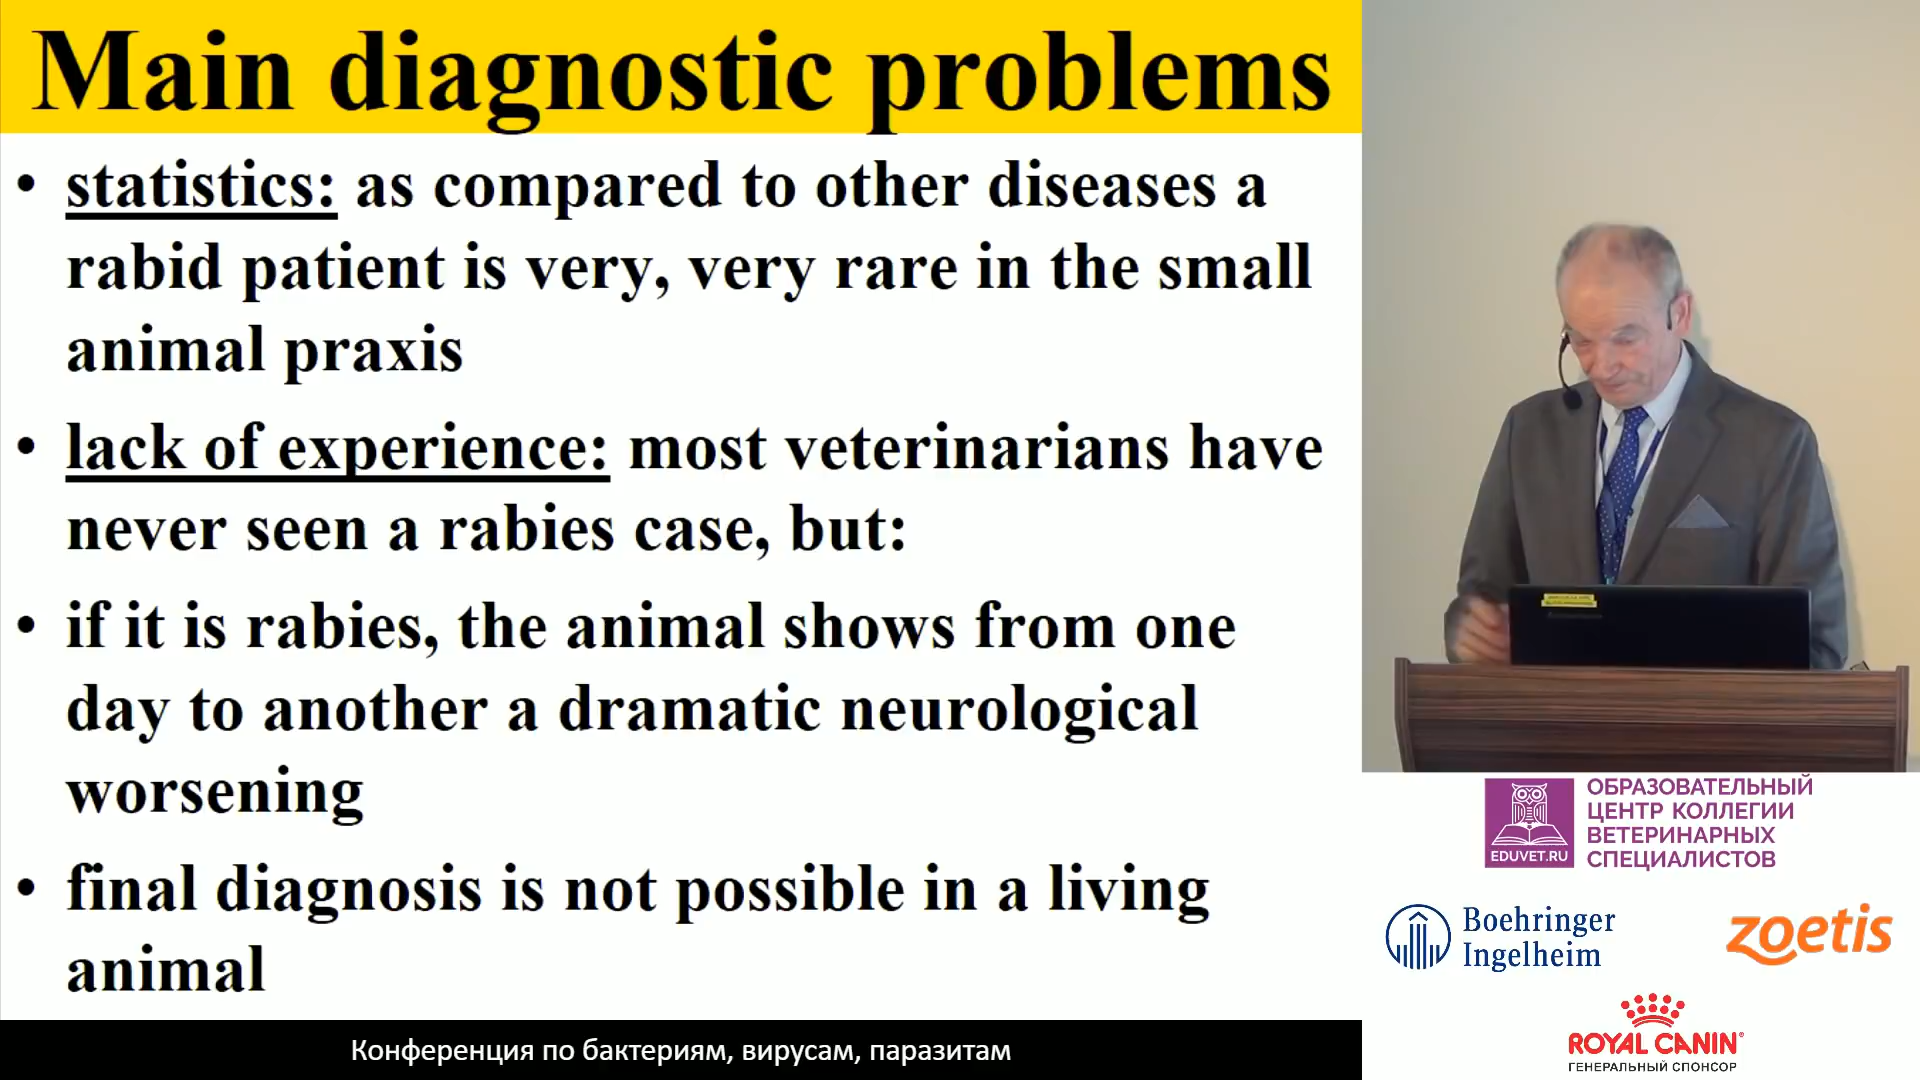 Main diagnostic problems
• statistics: as compared to other diseases a
rabid patient is very, very rare in the small
animal praxis
• lack of experience: most veterinarians have
never seen a rabies case, but:
• if it is rabies, the animal shows from one
day to another a dramatic neurological
worsening
• final diagnosis is not possible in a living
animal
Конференция по бактериям, вирусам, паразитам
ОБРАЗОВАТЕЛЬНЫЙ
ЦЕНТР КОЛЛЕГИИ
ВЕТЕРИНАРНЫХ
СПЕЦИАЛИСТОВ
EDUVET.RU
Boehringer
Ingelheim
zoetis
ROYAL CANIN
ГЕНЕРАЛЬНЫЙ СПОНСОР